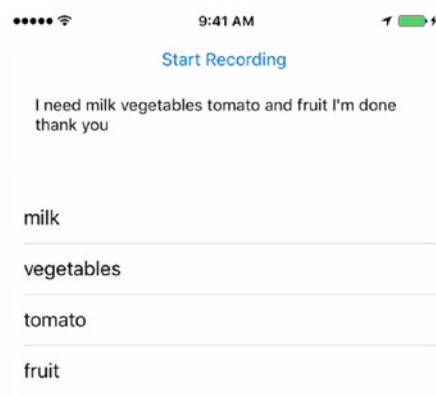 9:41 AM
Start Recording
I need milk vegetables tomato and fruit I'm done
thank you
milk
vegetables
tomato
fruit